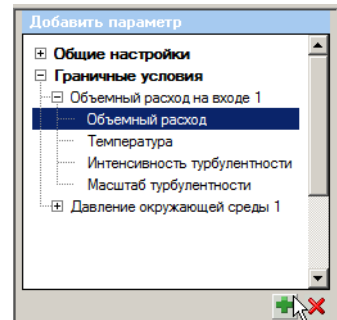 Добавить параметр
Общие настройки
Граничные условия
Объемный расход на входе 1
Объемный расход
Температура
Интенсивность турбулентности
Масштаб турбулентности
Давление окружающей среды 1